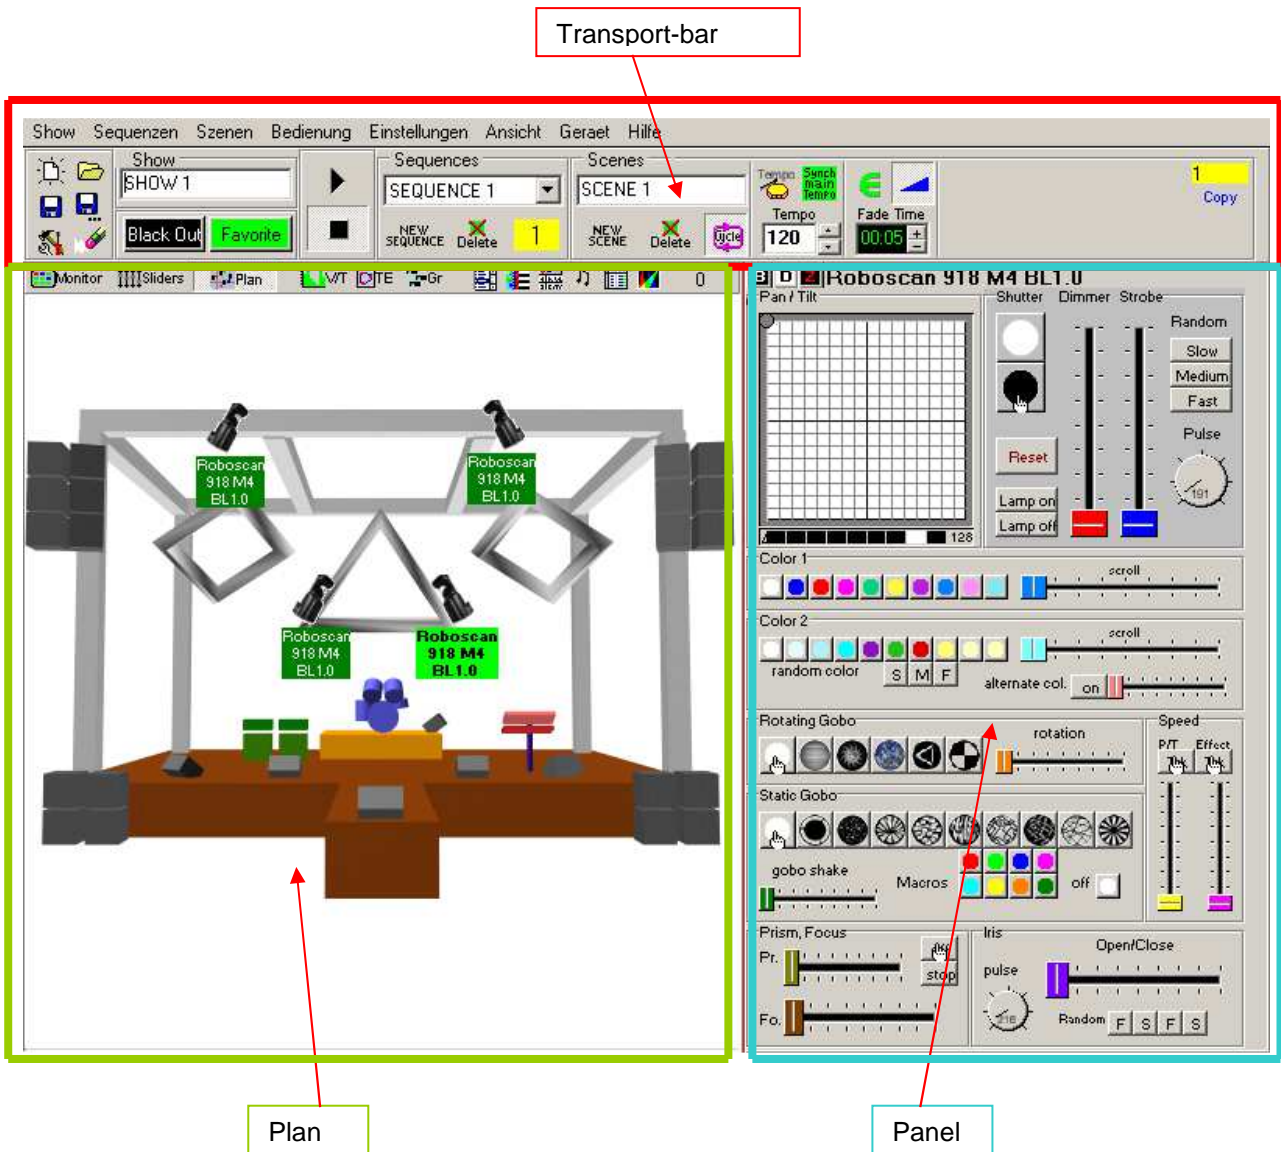 Transport-bar
Show Sequenzen Szenen Bedienung Einstellungen Ansicht Geraet Hilfe
Show
SHOW 1
Black Out Favorite
Sequences
SEQUENCE 1
NEW SEQUENCE Delete 1
Scenes
SCENE 1
NEW SCENE Delete Cycle
Tempo Synch main Tempo
Tempo
120
Fade Time
00:05
1
Copy
Monitor Sliders Plan V/T TE Gr 0
Roboscan 918 M4 BL1.0
Roboscan
918 M4
BL1.0
Roboscan
918 M4
BL1.0
Roboscan
918 M4
BL1.0
Roboscan
918 M4
BL1.0
Pan / Tilt
128
Shutter Dimmer Strobe
Random
Slow
Medium
Fast
Pulse
191
Reset
Lamp on
Lamp off
Color 1
scroll
Color 2
scroll
random color S M F
alternate col. on
Rotating Gobo
rotation
Speed
P/T Effect
Static Gobo
gobo shake
Macros off
Prism, Focus
Pr.
stop
Fo.
Iris
Open/Close
pulse
216
Random F S F S
Plan
Panel